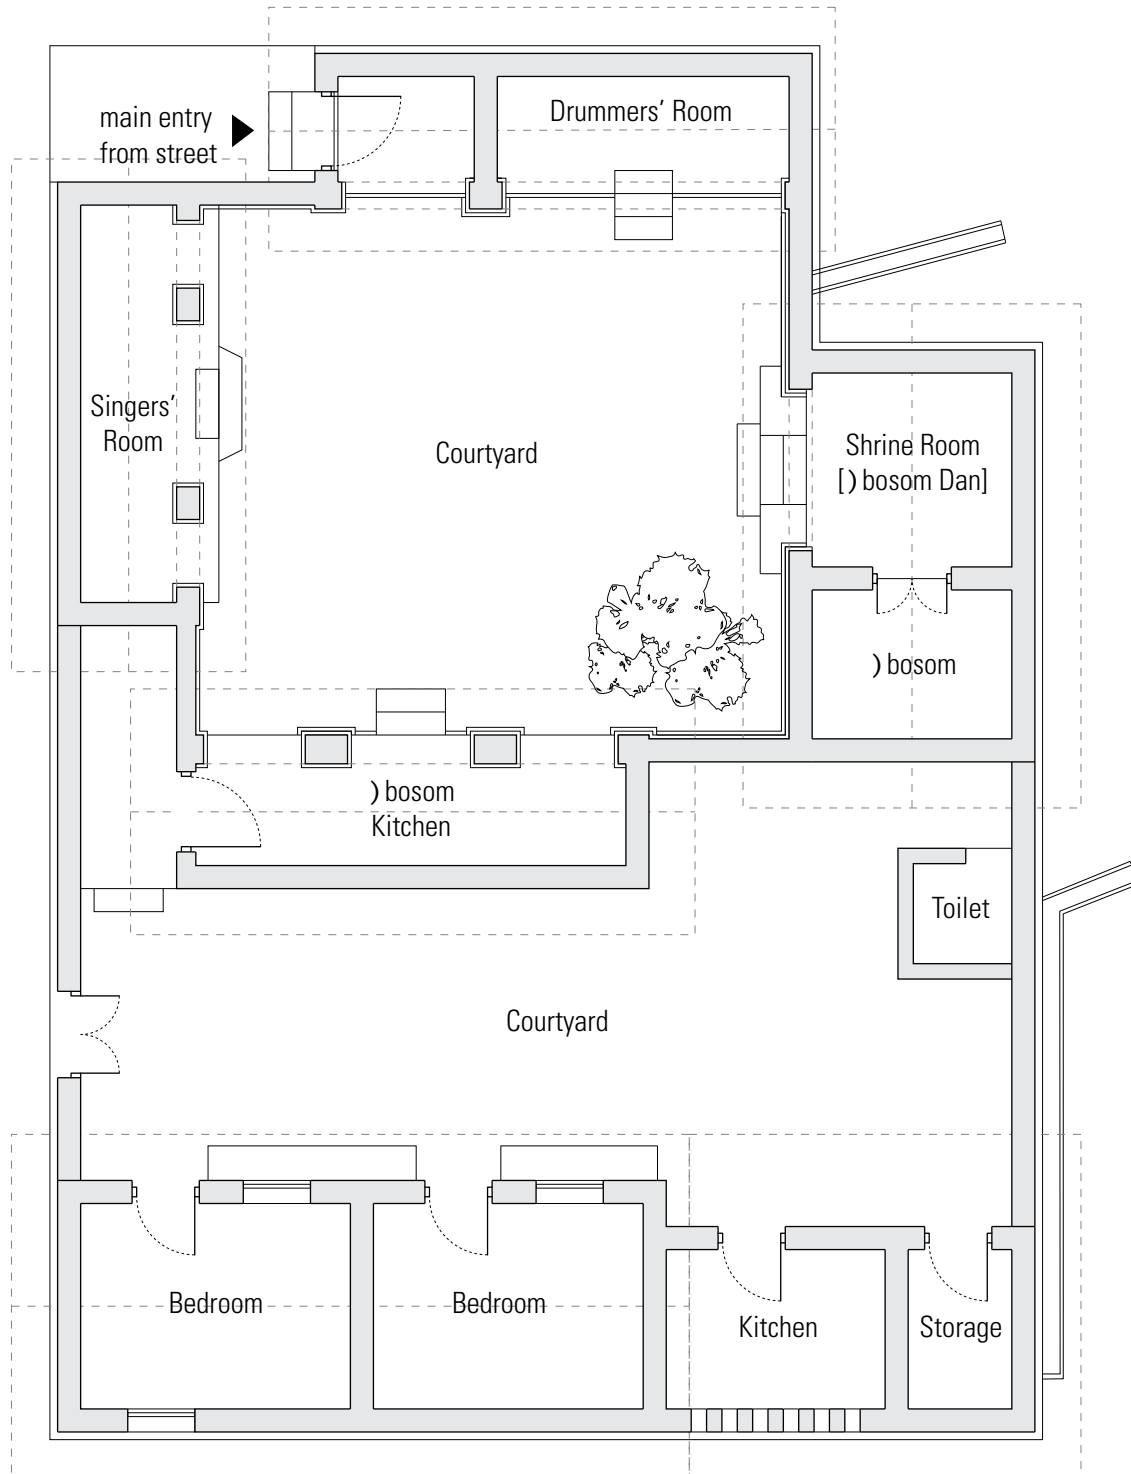 main entry
from street
Drummers’ Room
Singers’
Room
Courtyard
Shrine Room
[)bosom Dan]
)bosom
)bosom
Kitchen
Toilet
Courtyard
Bedroom
Bedroom
Kitchen
Storage